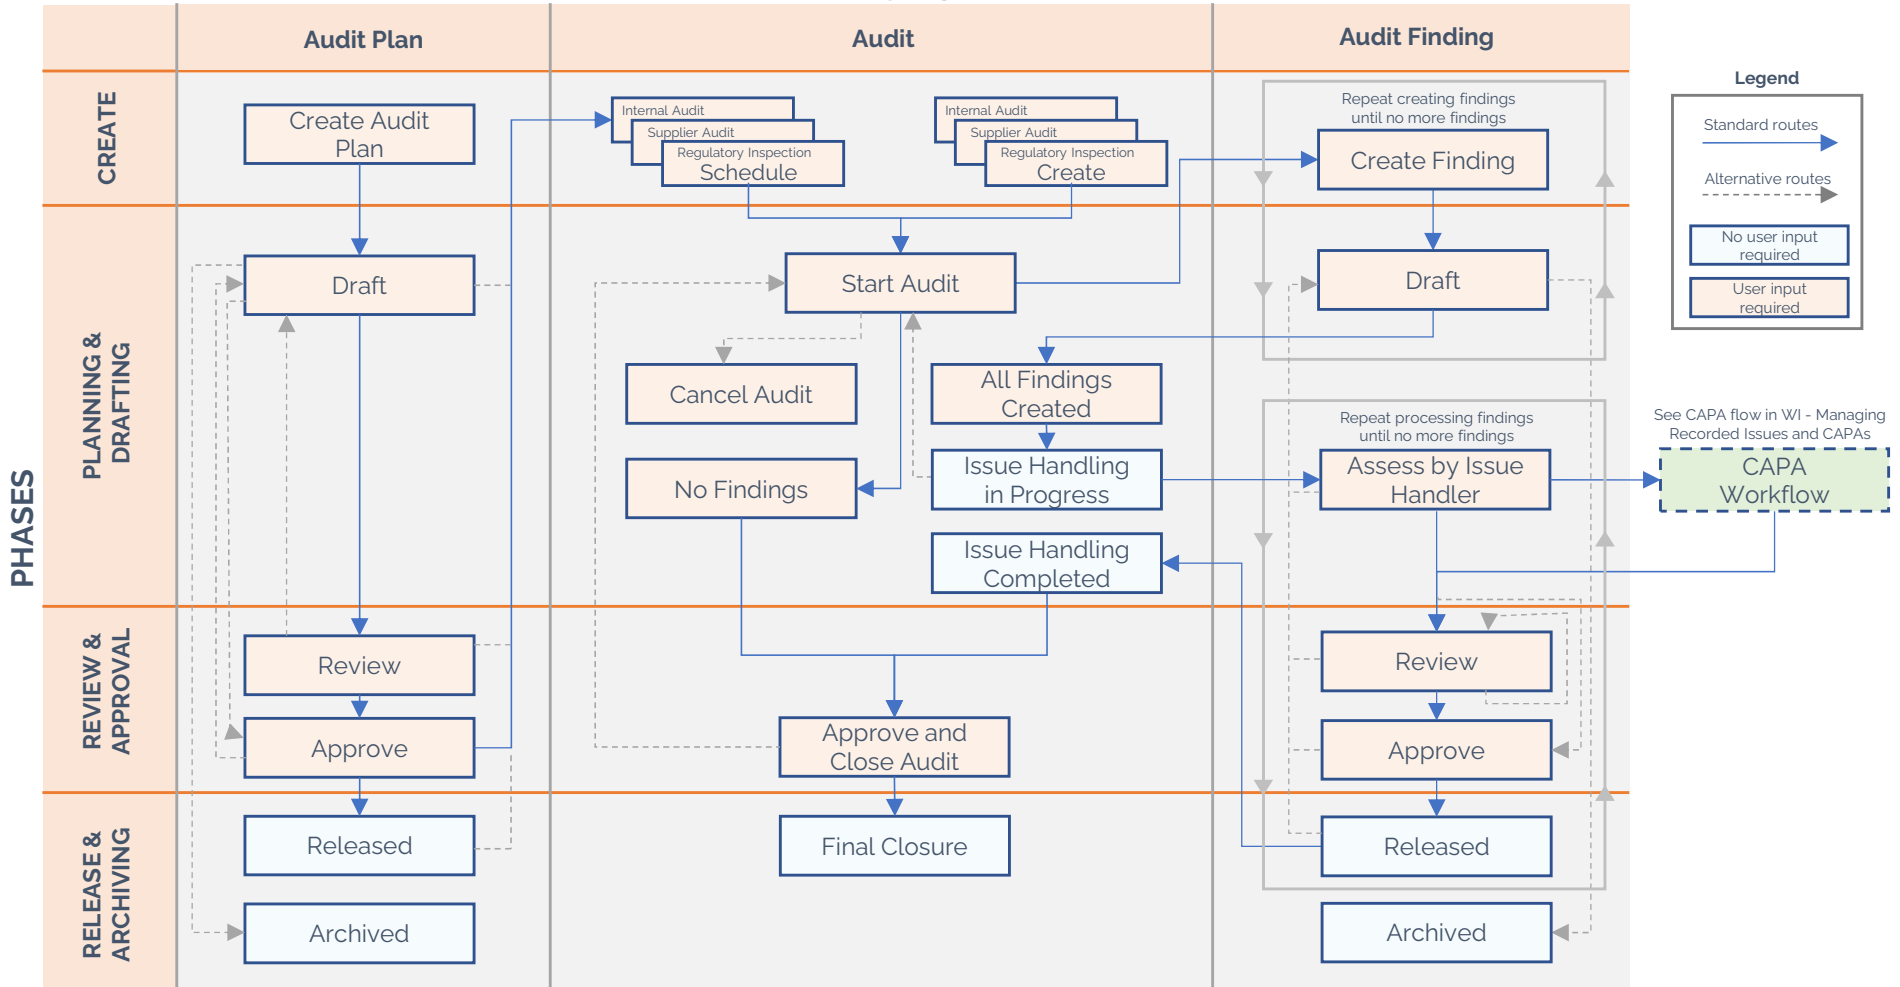 Audit Plan
Audit
Audit Finding
PHASES
CREATE
PLANNING &
DRAFTING
REVIEW &
APPROVAL
RELEASE &
ARCHIVING
Create Audit
Plan
Draft
Review
Approve
Released
Archived
Internal Audit
Supplier Audit
Regulatory Inspection
Schedule
Internal Audit
Supplier Audit
Regulatory Inspection
Create
Start Audit
Cancel Audit
All Findings
Created
No Findings
Issue Handling
in Progress
Issue Handling
Completed
Approve and
Close Audit
Final Closure
Repeat creating findings
until no more findings
Create Finding
Draft
Repeat processing findings
until no more findings
Assess by Issue
Handler
Review
Approve
Released
Archived
See CAPA flow in WI - Managing
Recorded Issues and CAPAs
CAPA
Workflow
Legend
Standard routes
Alternative routes
No user input
required
User input
required